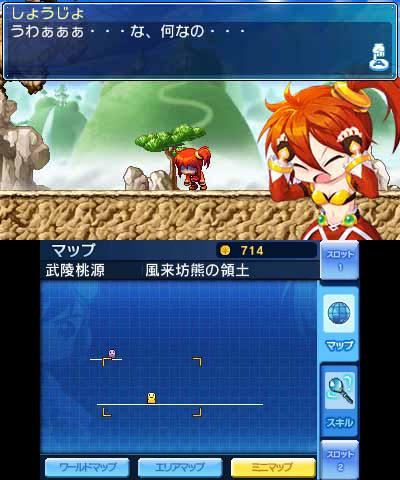 しょうじょ
うわぁぁぁ・・・な、何なの・・・
マップ
714
スロット
1
武陵桃源
風来坊熊の領土
マップ
スキル
ワールドマップ
エリアマップ
ミニマップ
スロット
2